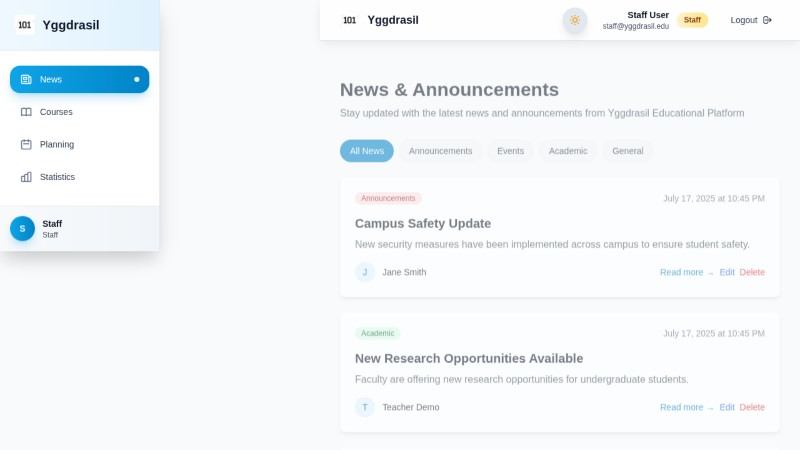 101 Yggdrasil
News
Courses
Planning
Statistics
S Staff
Staff
101 Yggdrasil
Staff User
staff@yggdrasil.edu
Staff
Logout
News & Announcements
Stay updated with the latest news and announcements from Yggdrasil Educational Platform
All News Announcements Events Academic General
Announcements July 17, 2025 at 10:45 PM
Campus Safety Update
New security measures have been implemented across campus to ensure student safety.
J Jane Smith Read more → Edit Delete
Academic July 17, 2025 at 10:45 PM
New Research Opportunities Available
Faculty are offering new research opportunities for undergraduate students.
T Teacher Demo Read more → Edit Delete